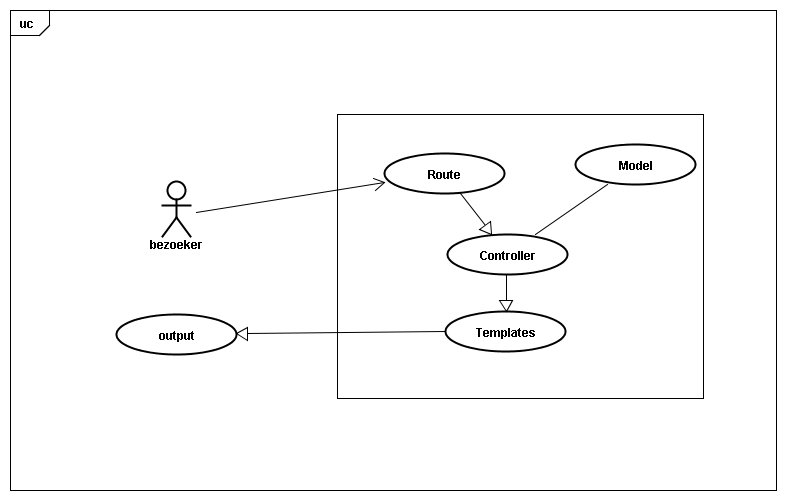 uc
Route
Model
bezoeker
Controller
output
Templates